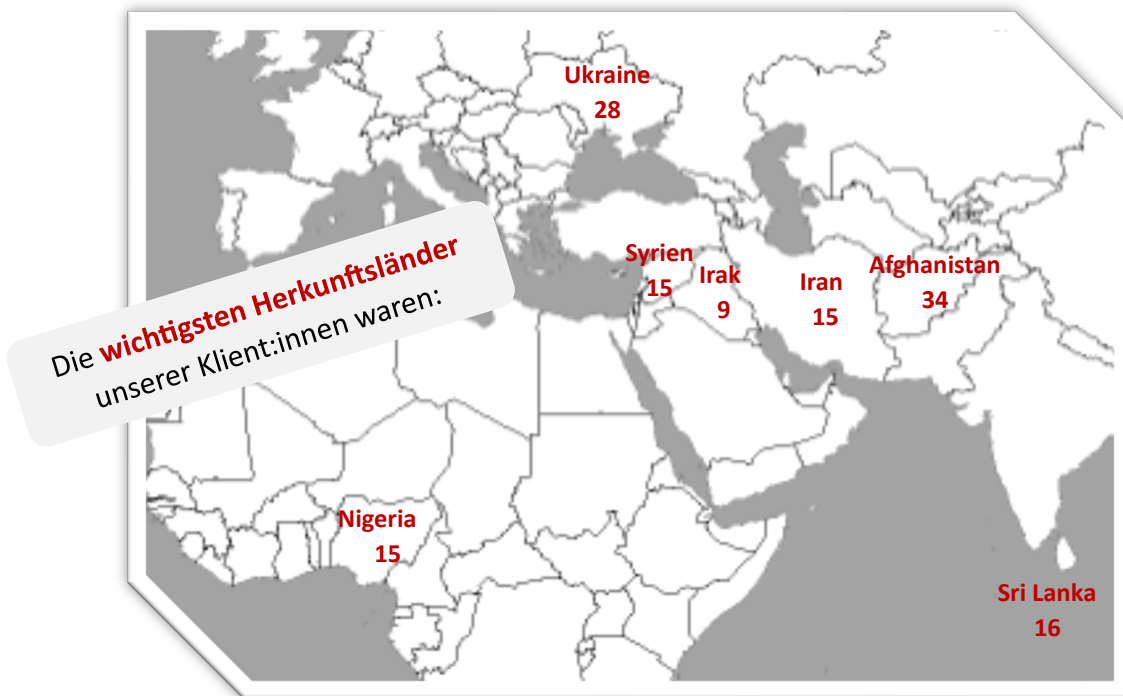 Die wichtigsten Herkunftsländer
unserer Klient:innen waren:
Ukraine
28
Syrien
15
Irak
9
Iran
15
Afghanistan
34
Nigeria
15
Sri Lanka
16